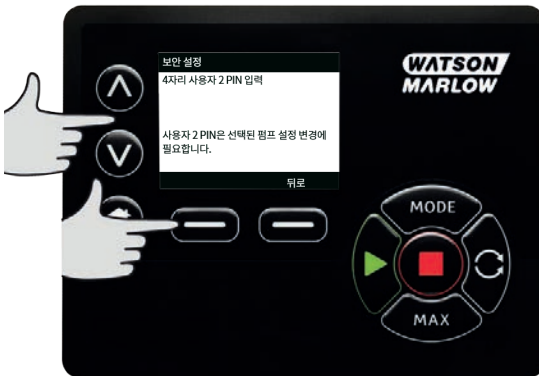 보안 설정
4자리 사용자 2 PIN 입력
사용자 2 PIN은 선택된 펌프 설정 변경에
필요합니다.
뒤로
WATSON
MARLOW
MODE
MAX